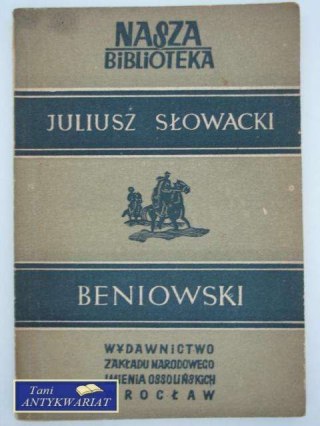 NASZA
BIBLIOTEKA
JULIUSZ SŁOWACKI
BENIOWSKI
WYDAWNICTWO
ZAKŁADU NARODOWEGO
IMIENIA OSSOLIŃSKICH
WROCŁAW
Tani
ANTYKWARIAT